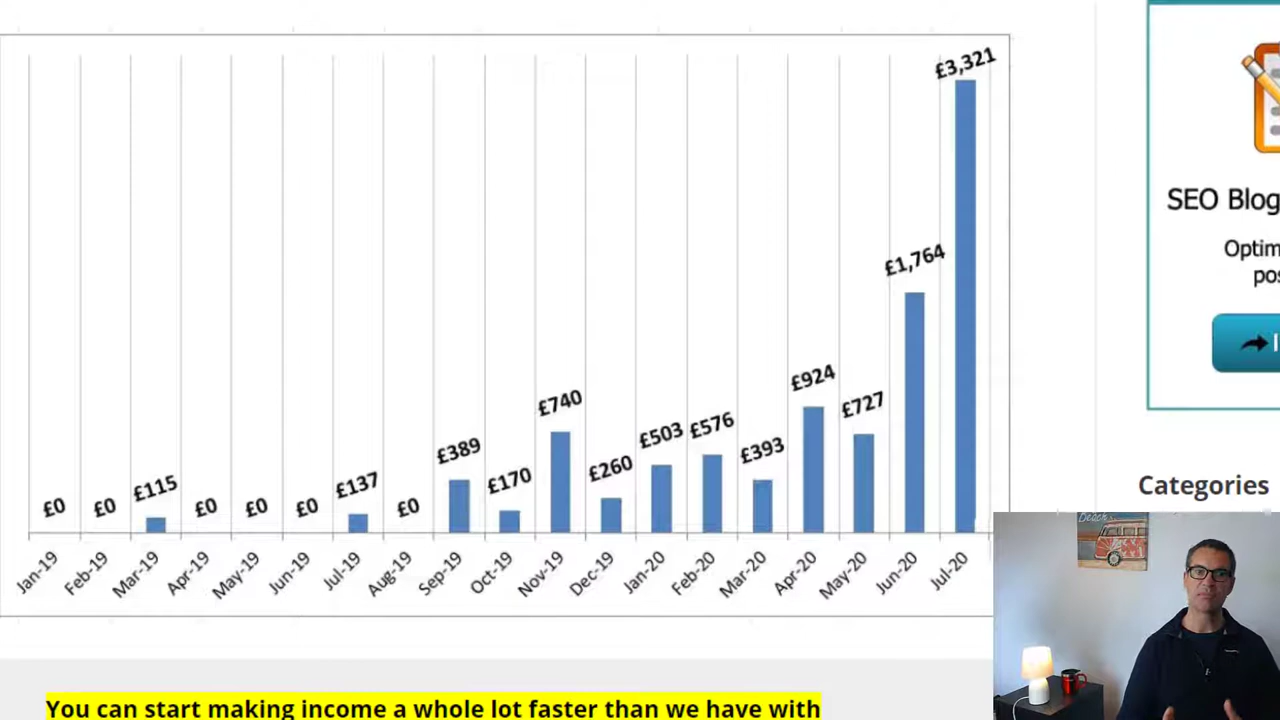 £0
£0
£115
£0
£0
£0
£137
£0
£389
£170
£740
£260
£503
£576
£393
£924
£727
£1,764
£3,321
Jan-19
Feb-19
Mar-19
Apr-19
May-19
Jun-19
Jul-19
Aug-19
Sep-19
Oct-19
Nov-19
Dec-19
Jan-20
Feb-20
Mar-20
Apr-20
May-20
Jun-20
Jul-20
You can start making income a whole lot faster than we have with
SEO Blog
Optim
pos
Categories
Beach